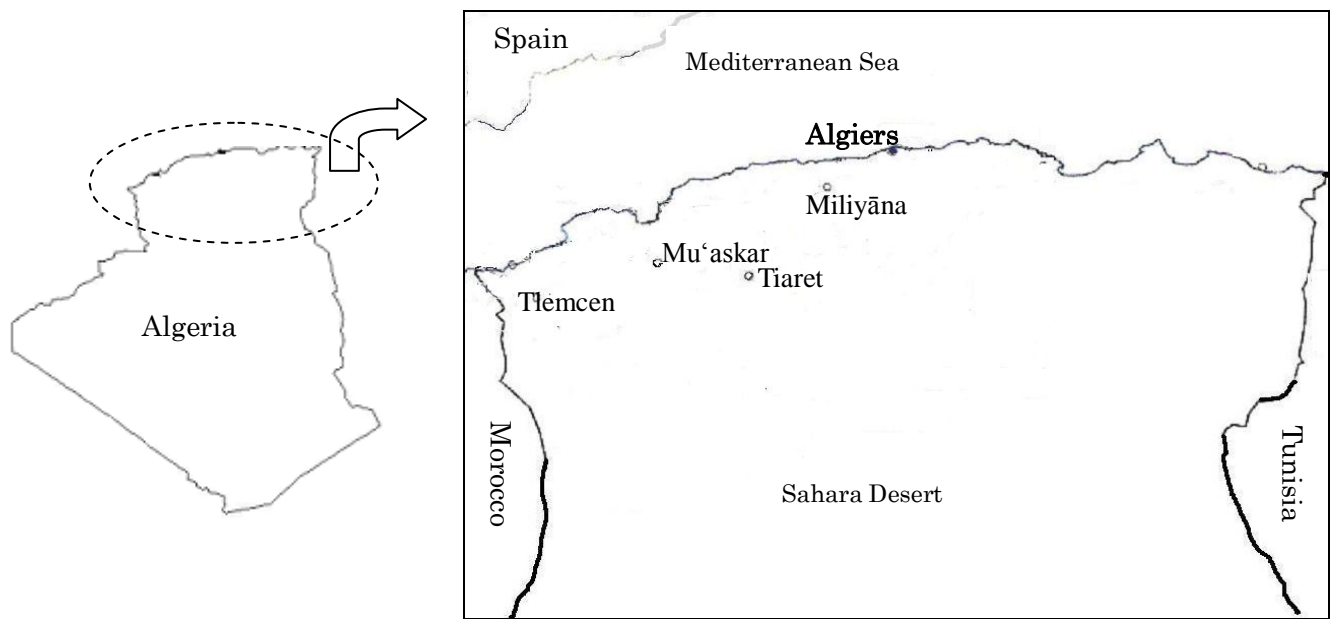 Spain
Mediterranean Sea
Algiers
Miliyāna
Mu‘askar
Tiaret
Tlemcen
Algeria
Morocco
Sahara Desert
Tunisia